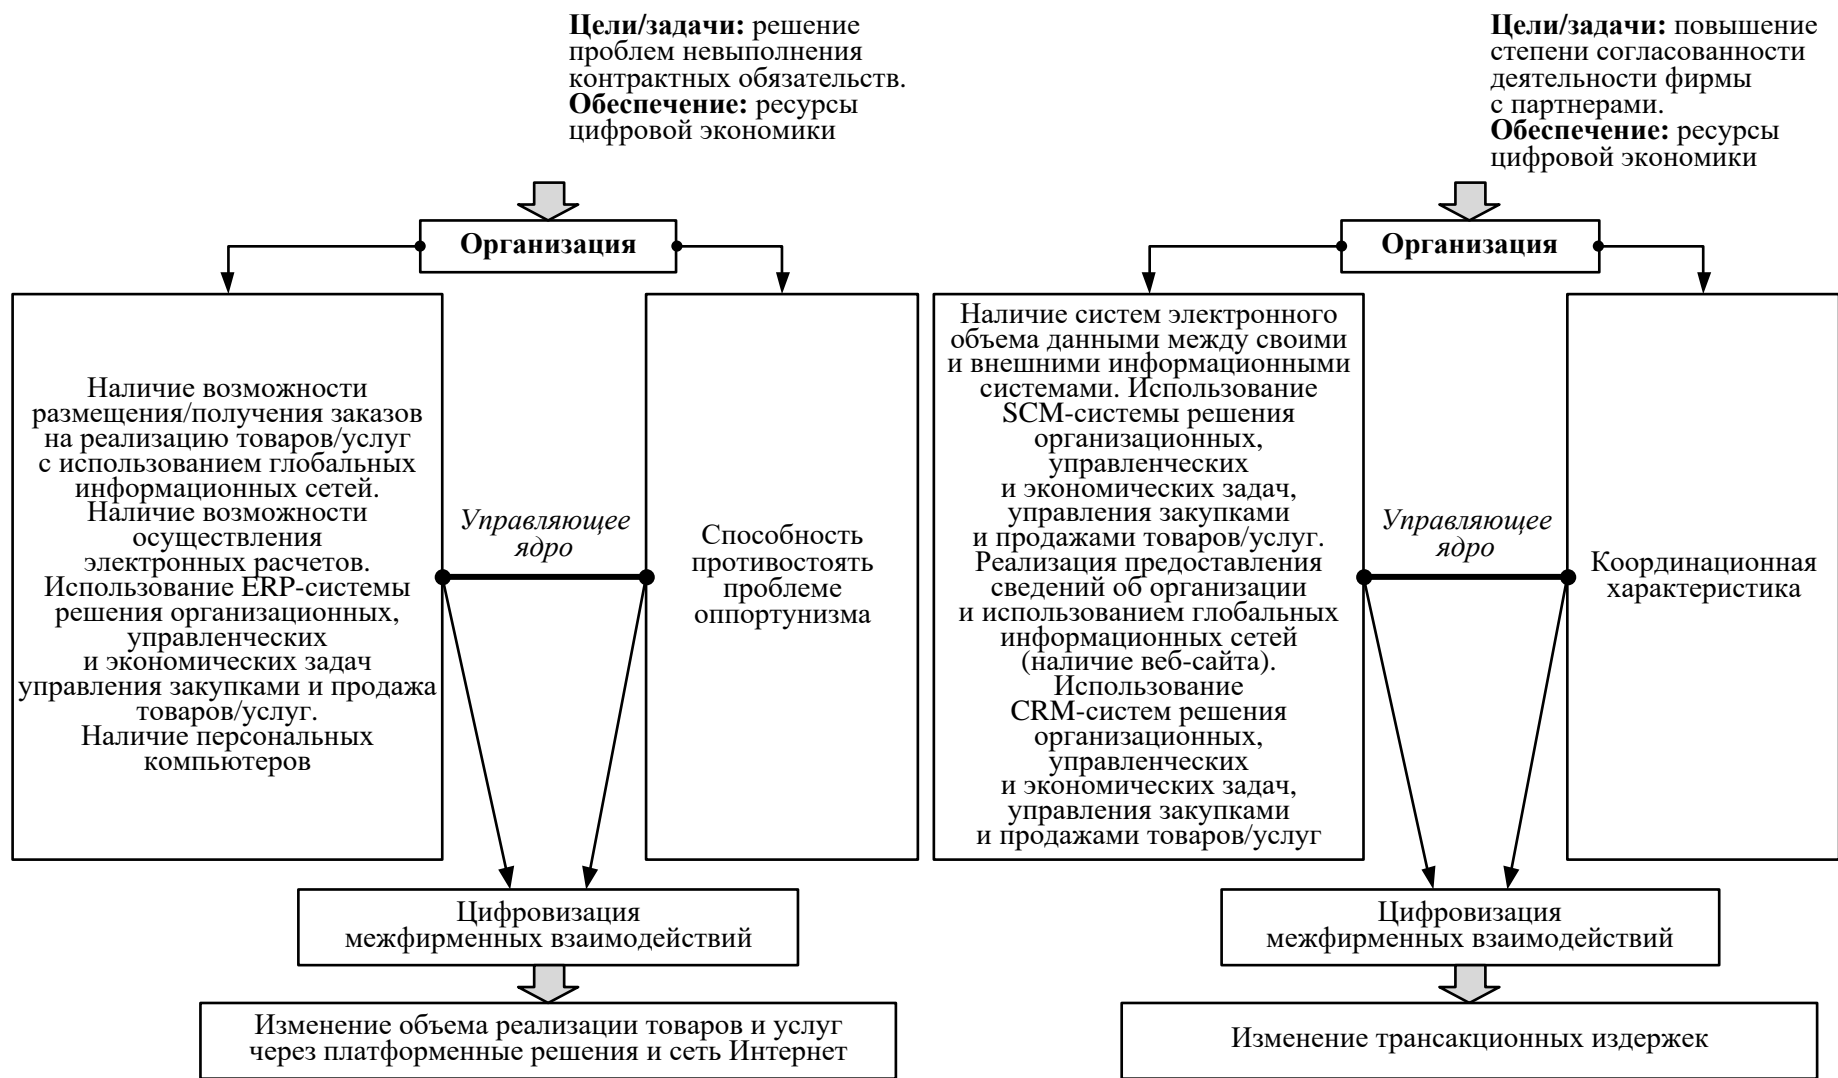 Цели/задачи: решение
проблем невыполнения
контрактных обязательств.
Обеспечение: ресурсы
цифровой экономики
Организация
Наличие возможности
размещения/получения заказов
на реализацию товаров/услуг
с использованием глобальных
информационных сетей.
Наличие возможности
осуществления
электронных расчетов.
Использование ERP-системы
решения организационных,
управленческих
и экономических задач
управления закупками и продажа
товаров/услуг.
Наличие персональных
компьютеров
Управляющее
ядро
Способность
противостоять
проблеме
оппортунизма
Цифровизация
межфирменных взаимодействий
Изменение объема реализации товаров и услуг
через платформенные решения и сеть Интернет
Цели/задачи: повышение
степени согласованности
деятельности фирмы
с партнерами.
Обеспечение: ресурсы
цифровой экономики
Организация
Наличие систем электронного
объема данными между своими
и внешними информационными
системами. Использование
SCM-системы решения
организационных,
управленческих
и экономических задач,
управления закупками
и продажами товаров/услуг.
Реализация предоставления
сведений об организации
и использованием глобальных
информационных сетей
(наличие веб-сайта).
Использование
CRM-систем решения
организационных,
управленческих
и экономических задач,
управления закупками
и продажами товаров/услуг
Управляющее
ядро
Координационная
характеристика
Цифровизация
межфирменных взаимодействий
Изменение трансакционных издержек